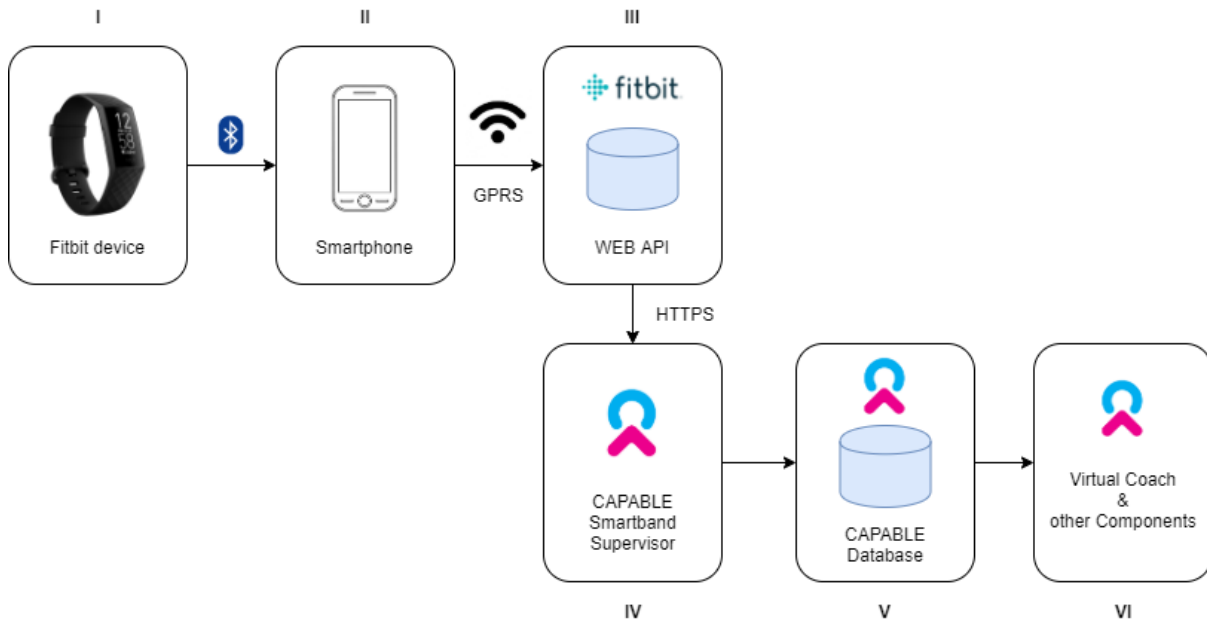 I
II
III
fitbit
GPRS
Fitbit device
Smartphone
WEB API
HTTPS
CAPABLE
Smartband
Supervisor
CAPABLE
Database
Virtual Coach
&
other Components
IV
V
VI